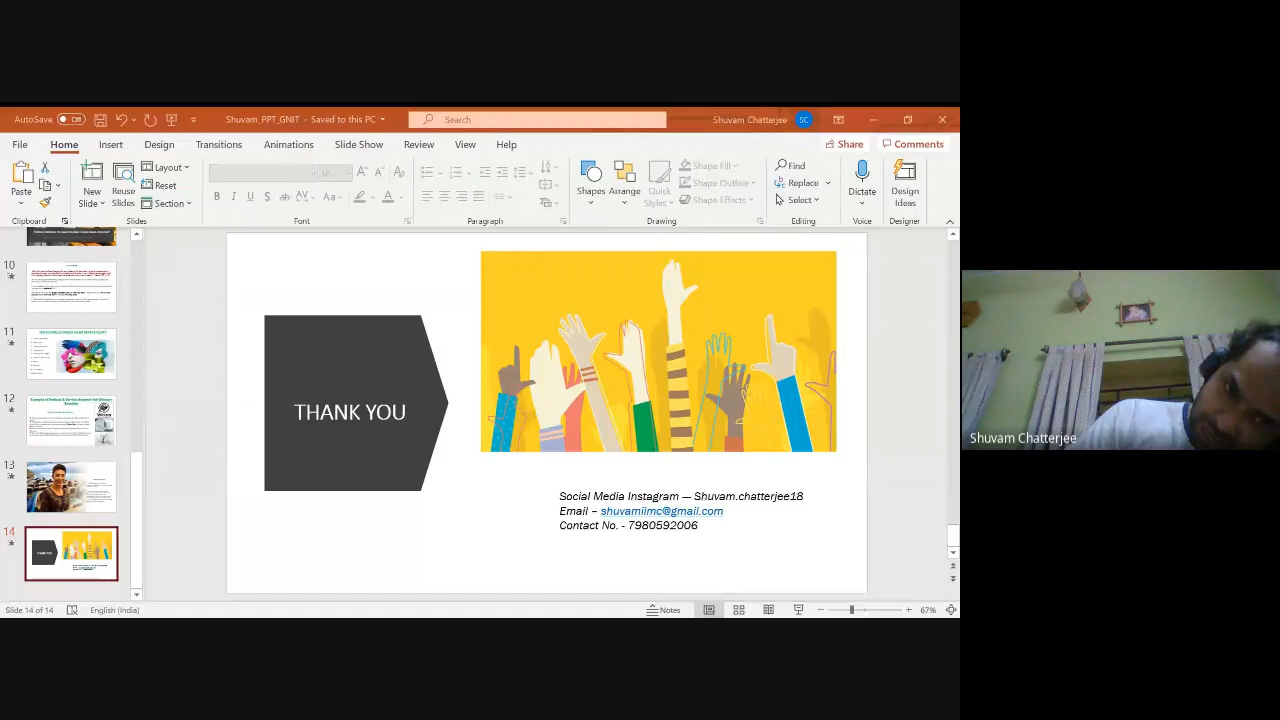 AutoSave Off
Shuvam_PPT_GNIT - Saved to this PC
Search
Shuvam Chatterjee SC
File Home Insert Design Transitions Animations Slide Show Review View Help
Share Comments
Paste
New Slide
Reuse Slides
Layout
Reset
Section
Shapes Arrange Quick Styles
Shape Fill
Shape Outline
Shape Effects
Find
Replace
Select
Dictate
Design Ideas
Clipboard Slides Font Paragraph Drawing Editing Voice Designer
10
11
12
13
14
THANK YOU
Social Media Instagram — Shuvam.chatterjee
Email – shuvamiimc@gmail.com
Contact No. - 7980592006
Shuvam Chatterjee
Slide 14 of 14 English (India) Notes 67%